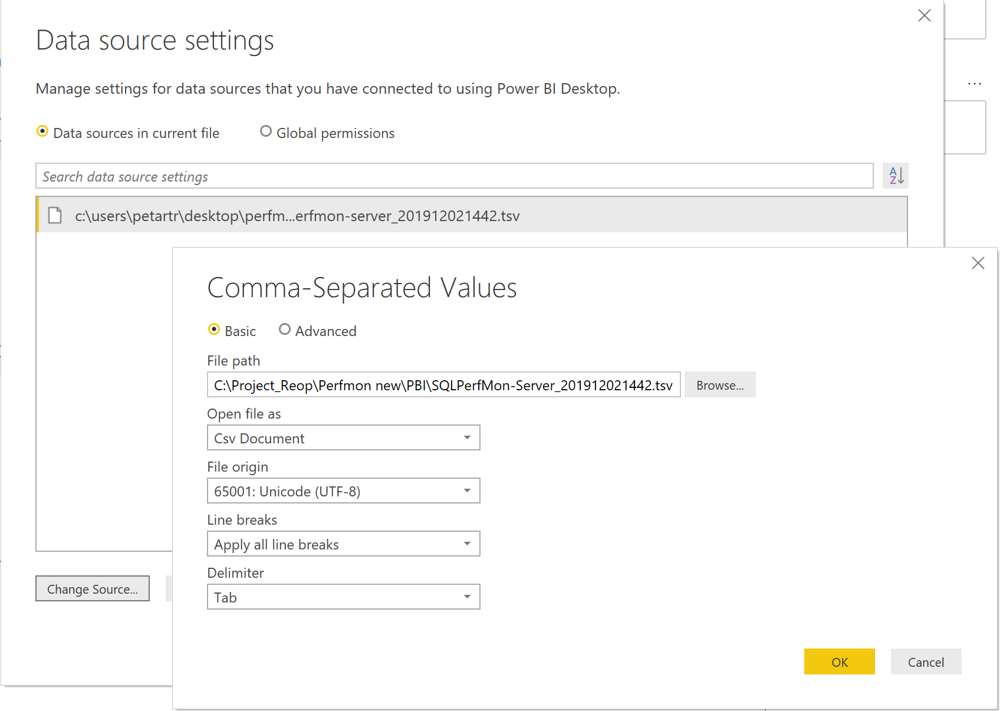 Data source settings
Manage settings for data sources that you have connected to using Power BI Desktop.
Data sources in current file
Global permissions
Search data source settings
A
Z
c:\users\petartr\desktop\perfm...erfmon-server_201912021442.tsv
Comma-Separated Values
Basic
Advanced
File path
C:\Project_Reop\Perfmon new\PBI\SQLPerfMon-Server_201912021442.tsv
Browse...
Open file as
Csv Document
File origin
65001: Unicode (UTF-8)
Line breaks
Apply all line breaks
Delimiter
Change Source...
Tab
OK
Cancel